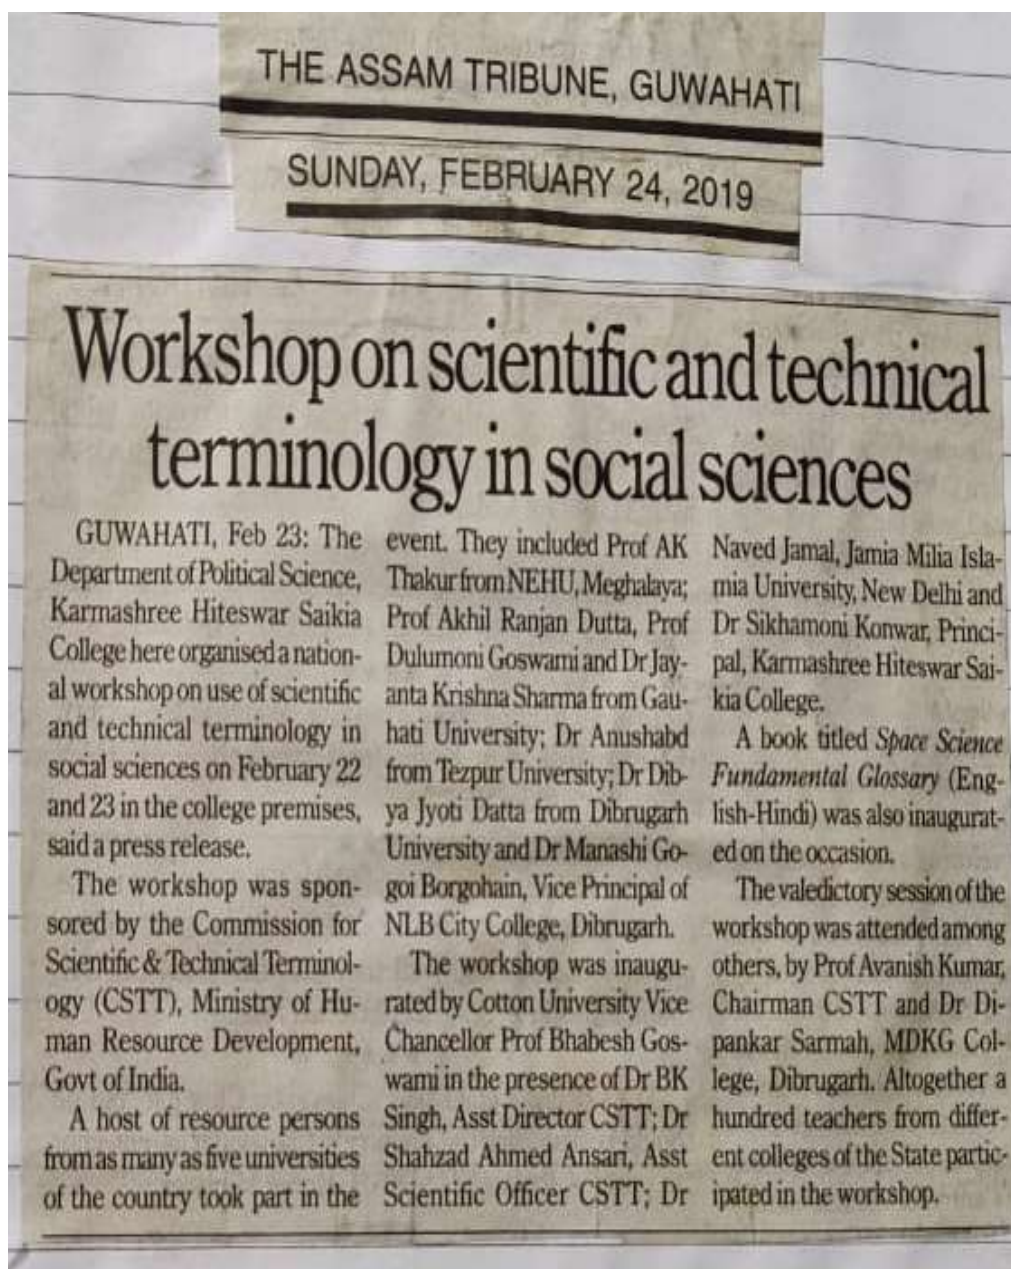 THE ASSAM TRIBUNE, GUWAHATI
SUNDAY, FEBRUARY 24, 2019
Workshop on scientific and technical
terminology in social sciences
GUWAHATI, Feb 23: The
Department of Political Science,
Karmashree Hiteswar Saikia
College here organised a nation-
al workshop on use of scientific
and technical terminology in
social sciences on February 22
and 23 in the college premises,
said a press release.
The workshop was spon-
sored by the Commission for
Scientific & Technical Terminol-
ogy (CSTT), Ministry of Hu-
man Resource Development,
Govt of India.
A host of resource persons
from as many as five universities
of the country took part in the
event. They included Prof AK
Thakur from NEHU, Meghalaya;
Prof Akhil Ranjan Dutta, Prof
Dulumoni Goswami and Dr Jay-
anta Krishna Sharma from Gau-
hati University; Dr Anushabd
from Tezpur University; Dr Dib-
ya Jyoti Datta from Dibrugarh
University and Dr Manashi Go-
goi Borgohain, Vice Principal of
NLB City College, Dibrugarh.
The workshop was inaugu-
rated by Cotton University Vice
Chancellor Prof Bhabesh Gos-
wami in the presence of Dr BK
Singh, Asst Director CSTT; Dr
Shahzad Ahmed Ansari, Asst
Scientific Officer CSTT; Dr
Naved Jamal, Jamia Milia Isla-
mia University, New Delhi and
Dr Sikhamoni Konwar, Princi-
pal, Karmashree Hiteswar Sai-
kia College.
A book titled Space Science
Fundamental Glossary (Eng-
lish-Hindi) was also inaugurat-
ed on the occasion.
The valedictory session of the
workshop was attended among
others, by Prof Avanish Kumar,
Chairman CSTT and Dr Di-
pankar Sarmah, MDKG Col-
lege, Dibrugarh. Altogether a
hundred teachers from differ-
ent colleges of the State partic-
ipated in the workshop.